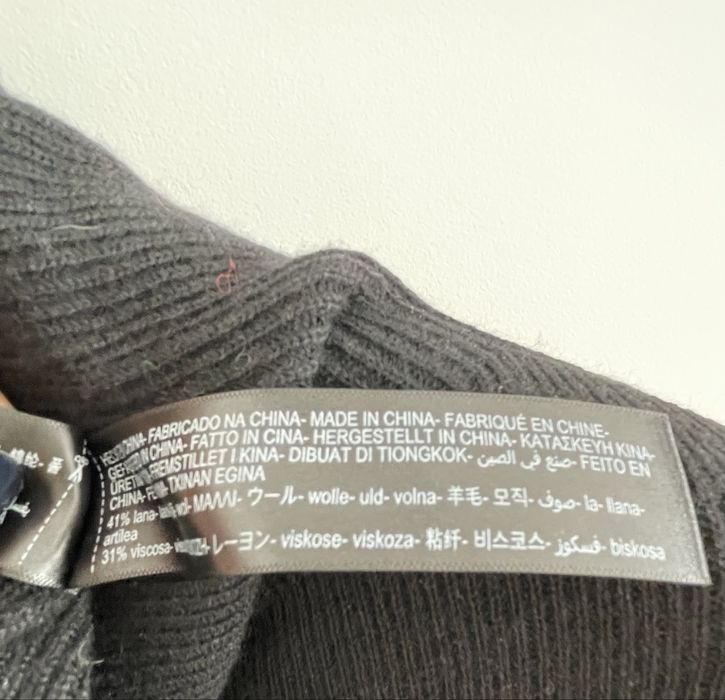 CHINA- FABRICADO NA CHINA- MADE IN CHINA- FABRIQUÉ EN CHINE-
IN CHINA- FATTO IN CINA- HERGESTELLT IN CHINA- ΚΑΤΑΣΚΕΥΗ ΚΙΝΑ-
FREMSTILLET I KINA- DIBUAT DI TIONGKOK- صنع في الصين- FEITO EN
CHINA- TXINAN EGINA
41% lana- ウール- wolle- uld- volna- 羊毛- 모직- صوف- la- llana-
artilea
31% viscosa- レーヨン- viskose- viskoza- 粘纤- 비스코스- فسكوز- biskosa